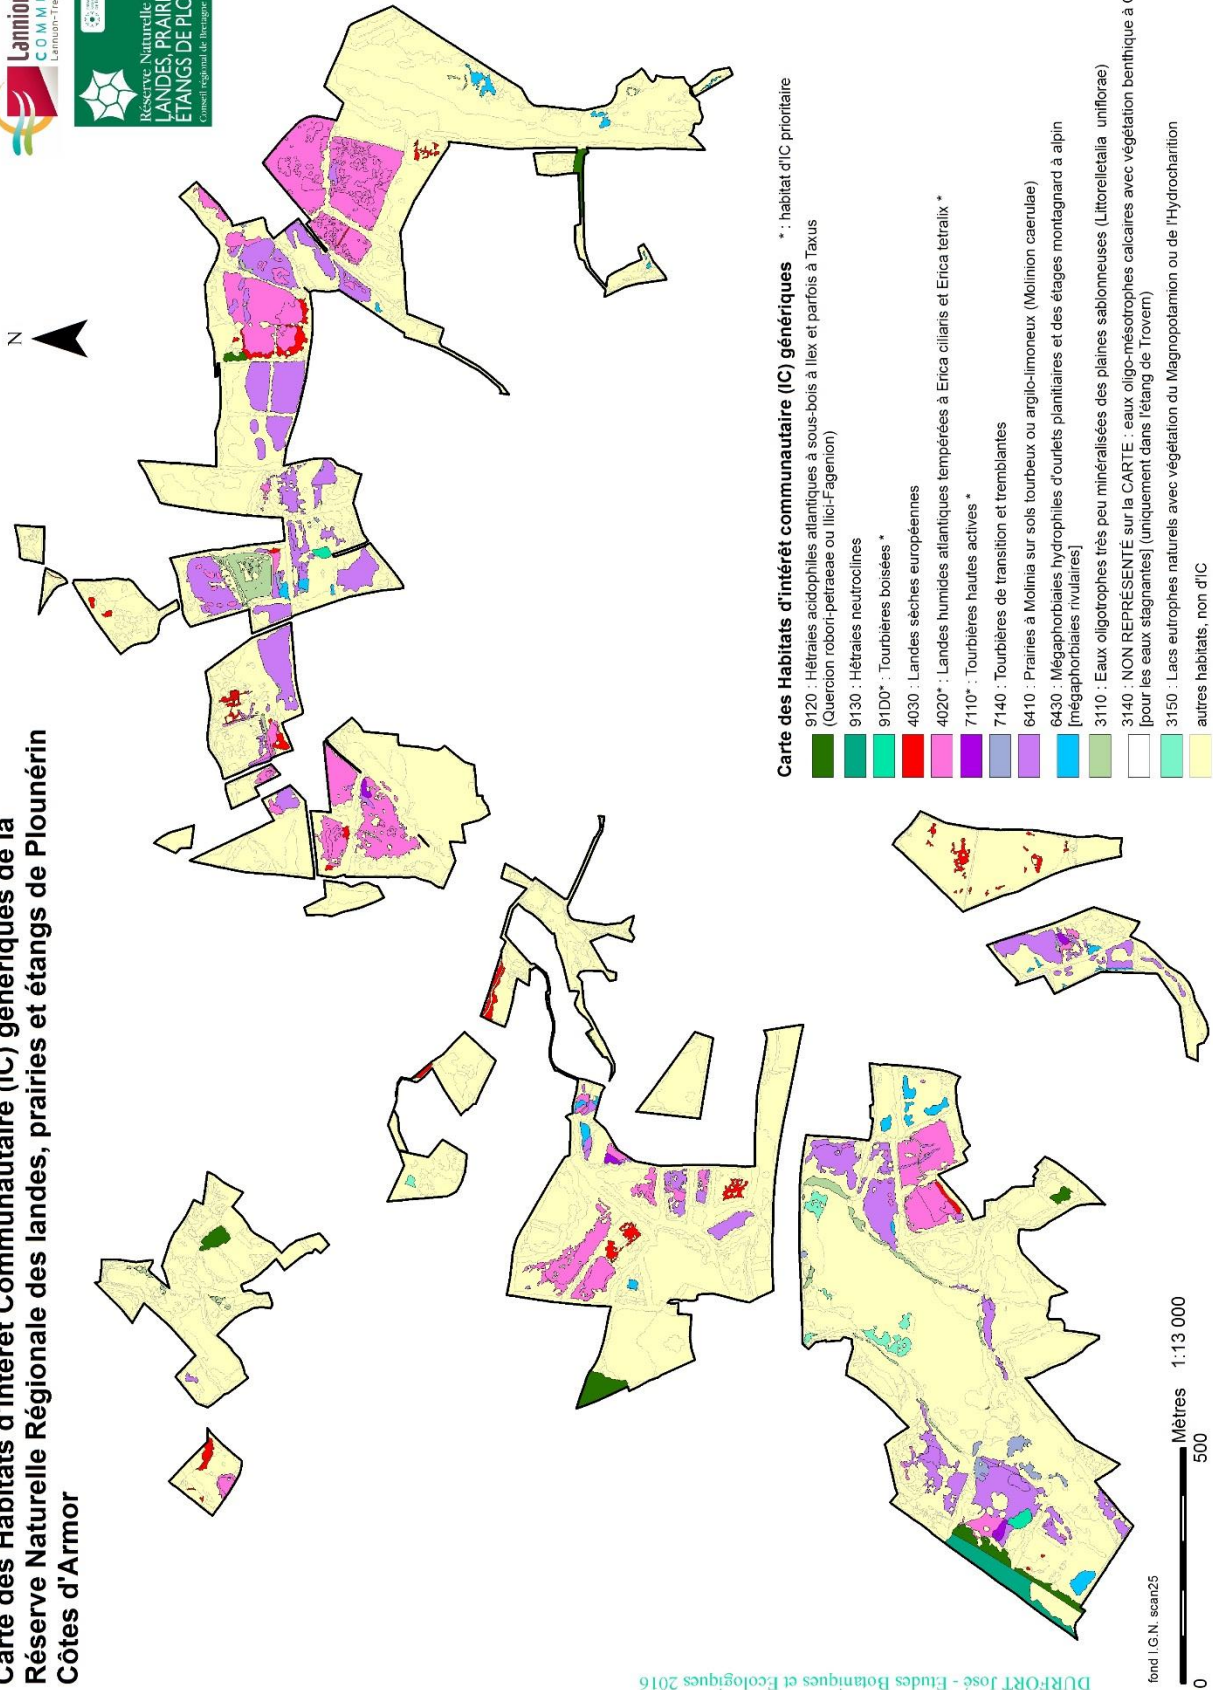 Carte des Habitats d'Intérêt Communautaire (IC) génériques de la
Réserve Naturelle Régionale des landes, prairies et étangs de Plounérin
Côtes d'Armor
N
Lannion
COMMU
Lannuon-Tre
Réserve Naturelle
LANDES, PRAIRI
ÉTANGS DE PLO
Conseil régional de Bretagne
Carte des Habitats d'intérêt communautaire (IC) génériques * : habitat d'IC prioritaire
9120 : Hêtraies acidophiles atlantiques à sous-bois à Ilex et parfois à Taxus
(Quercion robori-petraeae ou Ilici-Fagenion)
9130 : Hêtraies neutroclines
91D0* : Tourbières boisées *
4030 : Landes sèches européennes
4020* : Landes humides atlantiques tempérées à Erica ciliaris et Erica tetralix *
7110* : Tourbières hautes actives *
7140 : Tourbières de transition et tremblantes
6410 : Prairies à Molinia sur sols tourbeux ou argilo-limoneux (Molinion caerulae)
6430 : Mégaphorbiaies hydrophiles d'ourlets planitiaires et des étages montagnard à alpin
[mégaphorbiaies rivulaires]
3110 : Eaux oligotrophes très peu minéralisées des plaines sablonneuses (Littorelletalia uniflorae)
3140 : NON REPRÉSENTÉ sur la CARTE : eaux oligo-mésotrophes calcaires avec végétation benthique à C
[pour les eaux stagnantes] (uniquement dans l'étang de Trovern)
3150 : Lacs eutrophes naturels avec végétation du Magnopotamion ou de l'Hydrocharition
autres habitats, non d'IC
fond I.G.N. scan25
0 500 Mètres 1:13 000
DURFORT José - Etudes Botaniques et Ecologiques 2016